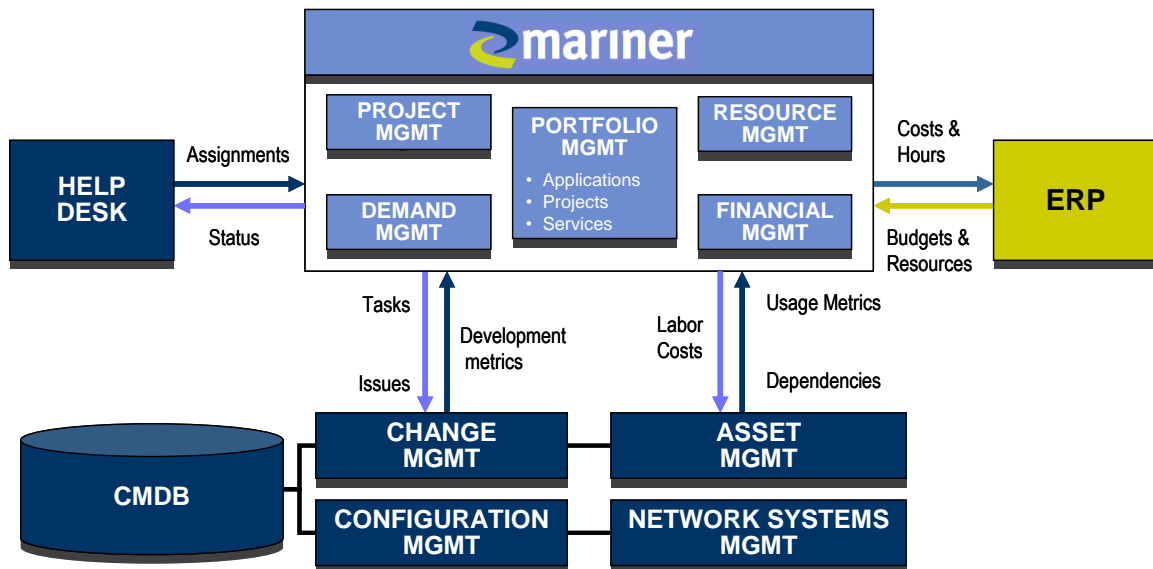 mariner
PROJECT
MGMT
PORTFOLIO
MGMT
• Applications
• Projects
• Services
RESOURCE
MGMT
DEMAND
MGMT
FINANCIAL
MGMT
HELP
DESK
Assignments
Status
Costs &
Hours
Budgets &
Resources
ERP
Tasks
Issues
Development
metrics
Labor
Costs
Usage Metrics
Dependencies
CMDB
CHANGE
MGMT
ASSET
MGMT
CONFIGURATION
MGMT
NETWORK SYSTEMS
MGMT